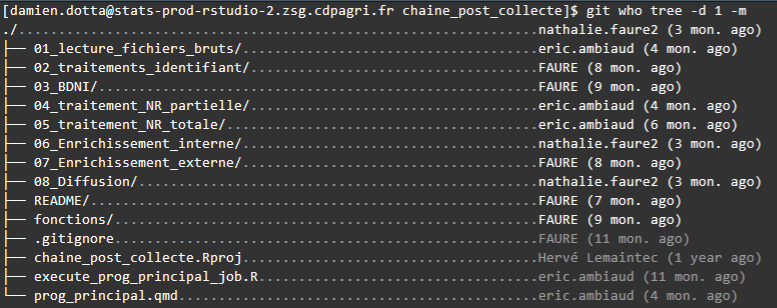 [damien.dotta@stats-prod-rstudio-2.zsg.cdpagri.fr chaine_post_collecte]$ git who tree -d 1 -m
./.................................................................nathalie.faure2 (3 mon. ago)
├── 01_lecture_fichiers_bruts/.....................................eric.ambiaud (4 mon. ago)
├── 02_traitements_identifiant/....................................FAURE (8 mon. ago)
├── 03_BDNI/.......................................................FAURE (9 mon. ago)
├── 04_traitement_NR_partielle/....................................eric.ambiaud (4 mon. ago)
├── 05_traitement_NR_totale/.......................................eric.ambiaud (6 mon. ago)
├── 06_Enrichissement_interne/.....................................nathalie.faure2 (3 mon. ago)
├── 07_Enrichissement_externe/.....................................FAURE (8 mon. ago)
├── 08_Diffusion/..................................................nathalie.faure2 (3 mon. ago)
├── README/........................................................FAURE (7 mon. ago)
├── fonctions/.....................................................FAURE (9 mon. ago)
├── .gitignore.....................................................FAURE (11 mon. ago)
├── chaine_post_collecte.Rproj.....................................Hervé Lemaintec (1 year ago)
├── execute_prog_principal_job.R...................................eric.ambiaud (11 mon. ago)
└── prog_principal.qmd.............................................eric.ambiaud (4 mon. ago)